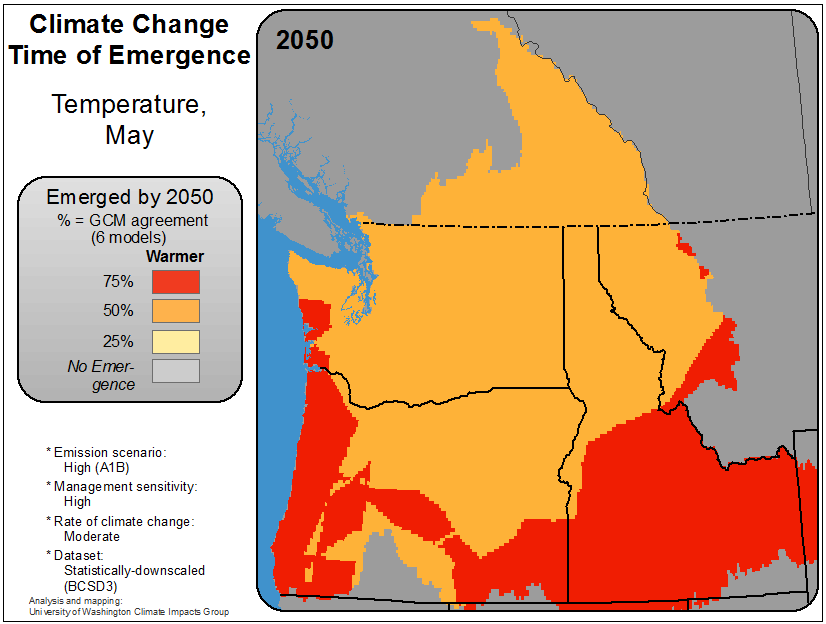 Climate Change
Time of Emergence
Temperature,
May
2050
Emerged by 2050
% = GCM agreement
(6 models)
Warmer
75%
50%
25%
No Emer-
gence
* Emission scenario:
High (A1B)
* Management sensitivity:
High
* Rate of climate change:
Moderate
* Dataset:
Statistically-downscaled
(BCSD3)
Analysis and mapping:
University of Washington Climate Impacts Group